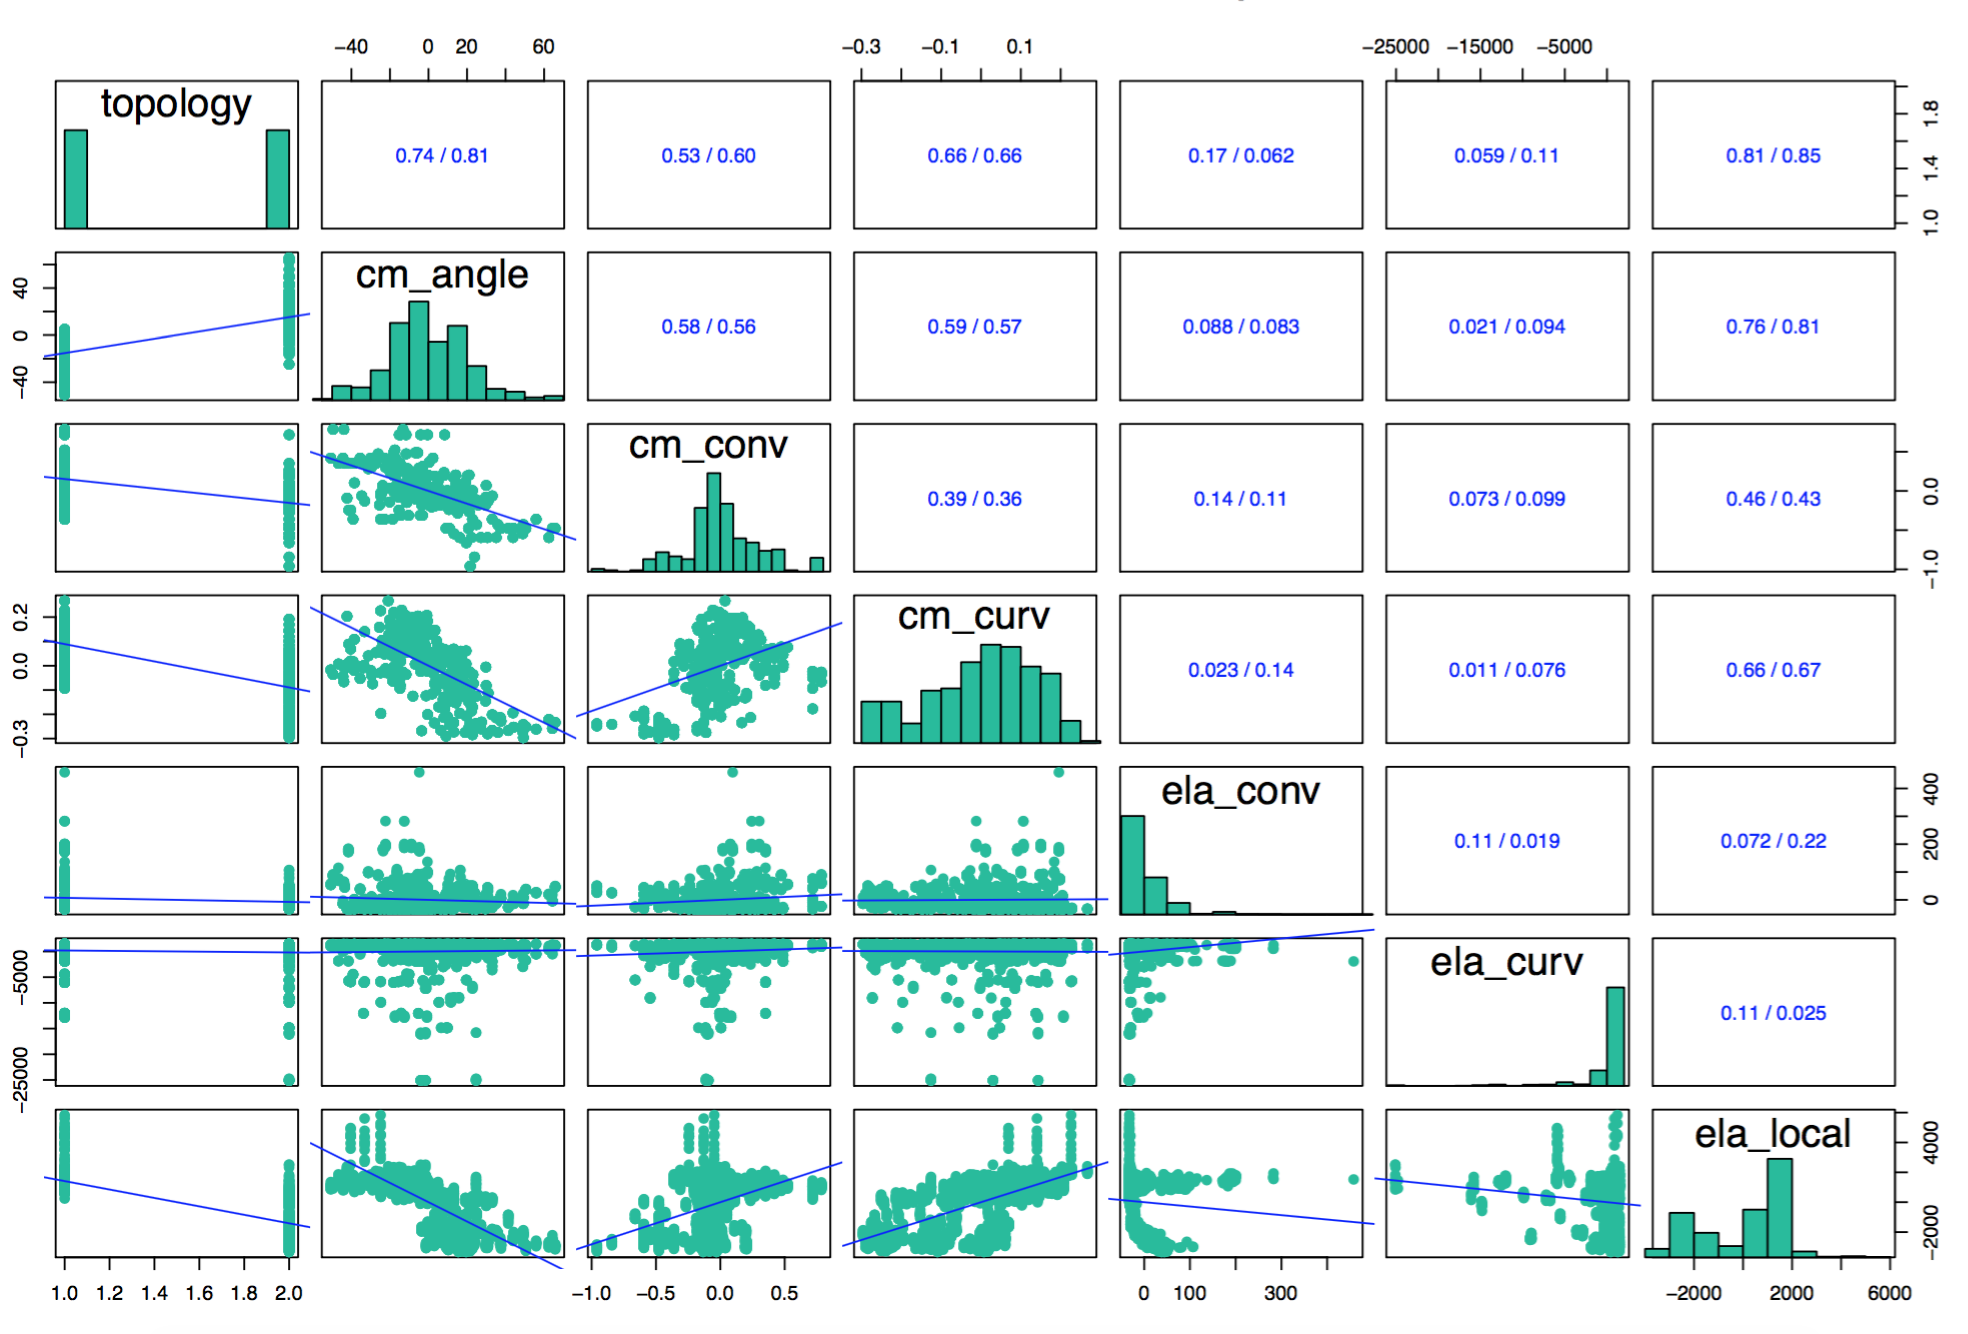 −40 0 20 60 −0.3 −0.1 0.1 −25000 −15000 −5000
topology 0.74 / 0.81 0.53 / 0.60 0.66 / 0.66 0.17 / 0.062 0.059 / 0.11 0.81 / 0.85 1.0 1.4 1.8
−40 0 40 cm_angle 0.58 / 0.56 0.59 / 0.57 0.088 / 0.083 0.021 / 0.094 0.76 / 0.81
cm_conv 0.39 / 0.36 0.14 / 0.11 0.073 / 0.099 0.46 / 0.43 −1.0 0.0
−0.3 0.0 0.2 cm_curv 0.023 / 0.14 0.011 / 0.076 0.66 / 0.67
ela_conv 0.11 / 0.019 0.072 / 0.22 0 200 400
−25000 −5000 ela_curv 0.11 / 0.025
ela_local −2000 4000
1.0 1.2 1.4 1.6 1.8 2.0 −1.0 −0.5 0.0 0.5 0 100 300 −2000 2000 6000